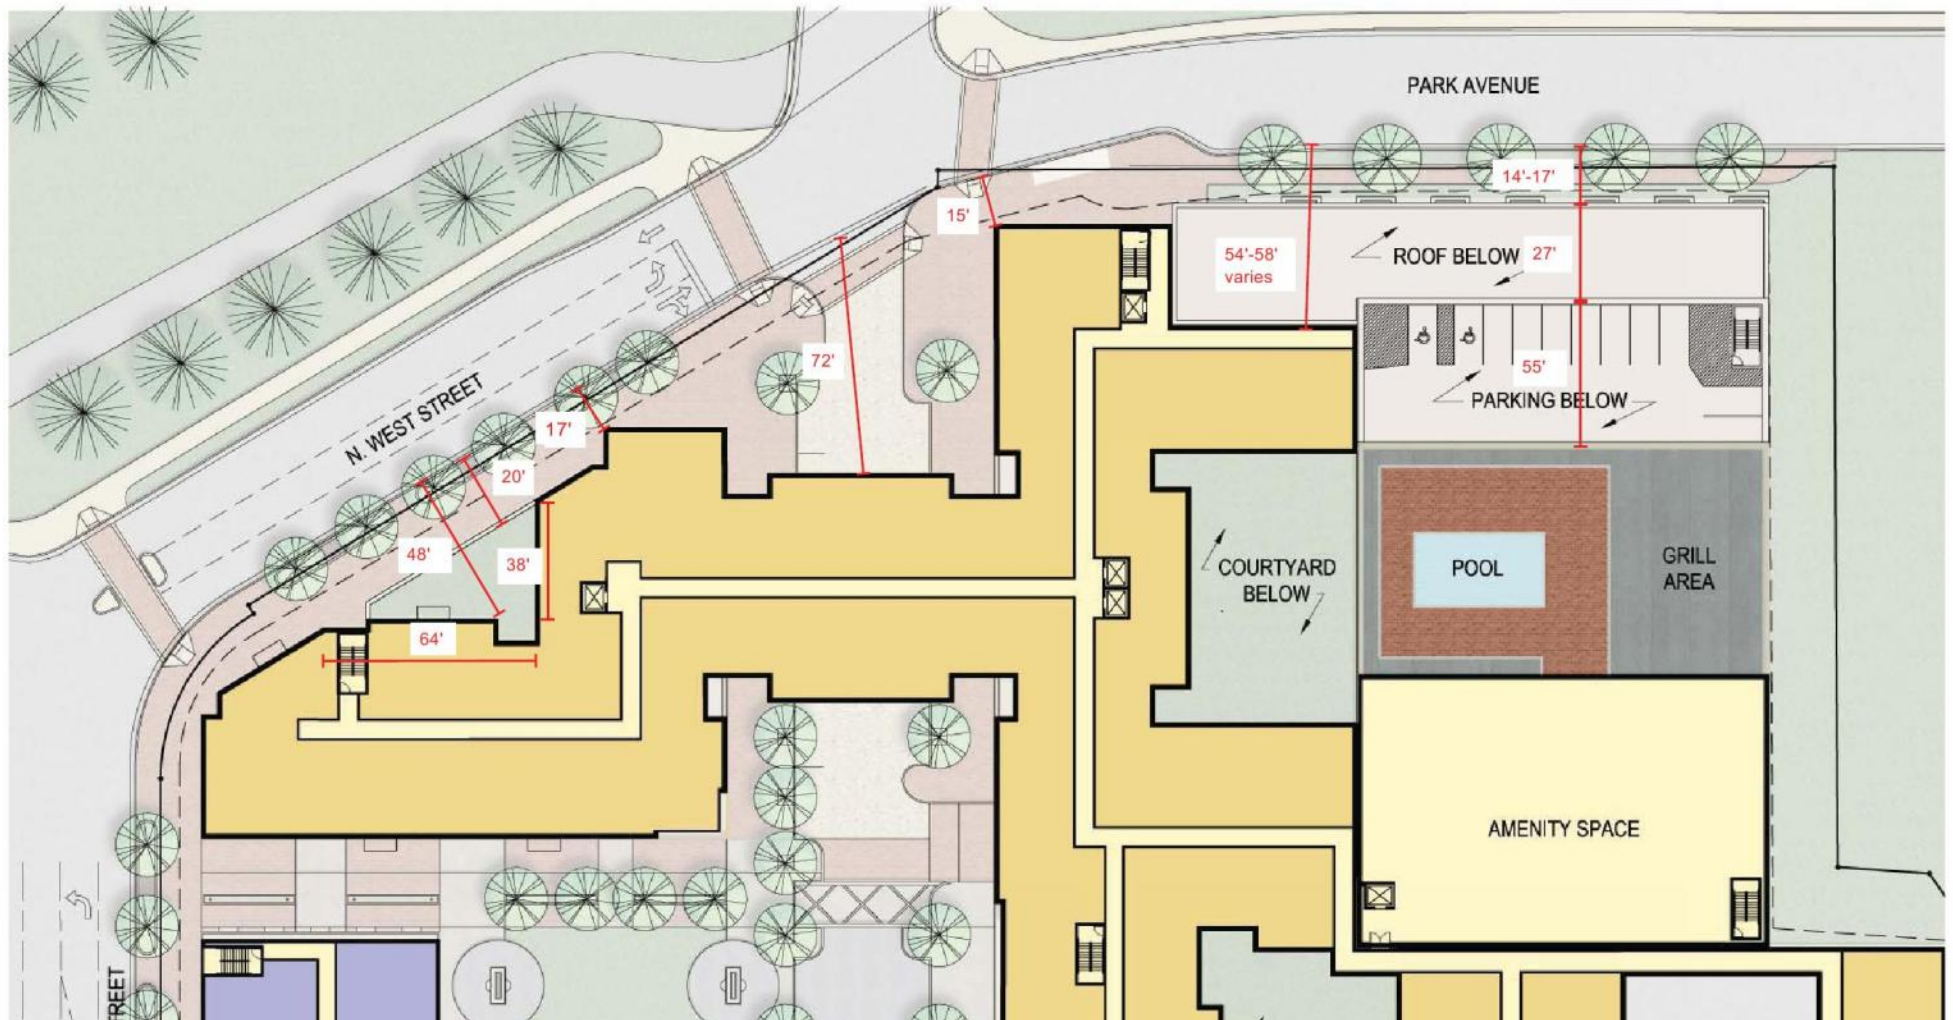 PARK AVENUE
14'-17'
15'
54'-58'
varies
ROOF BELOW
27'
72'
55'
PARKING BELOW
N. WEST STREET
17'
20'
48'
38'
COURTYARD
BELOW
POOL
GRILL
AREA
64'
AMENITY SPACE